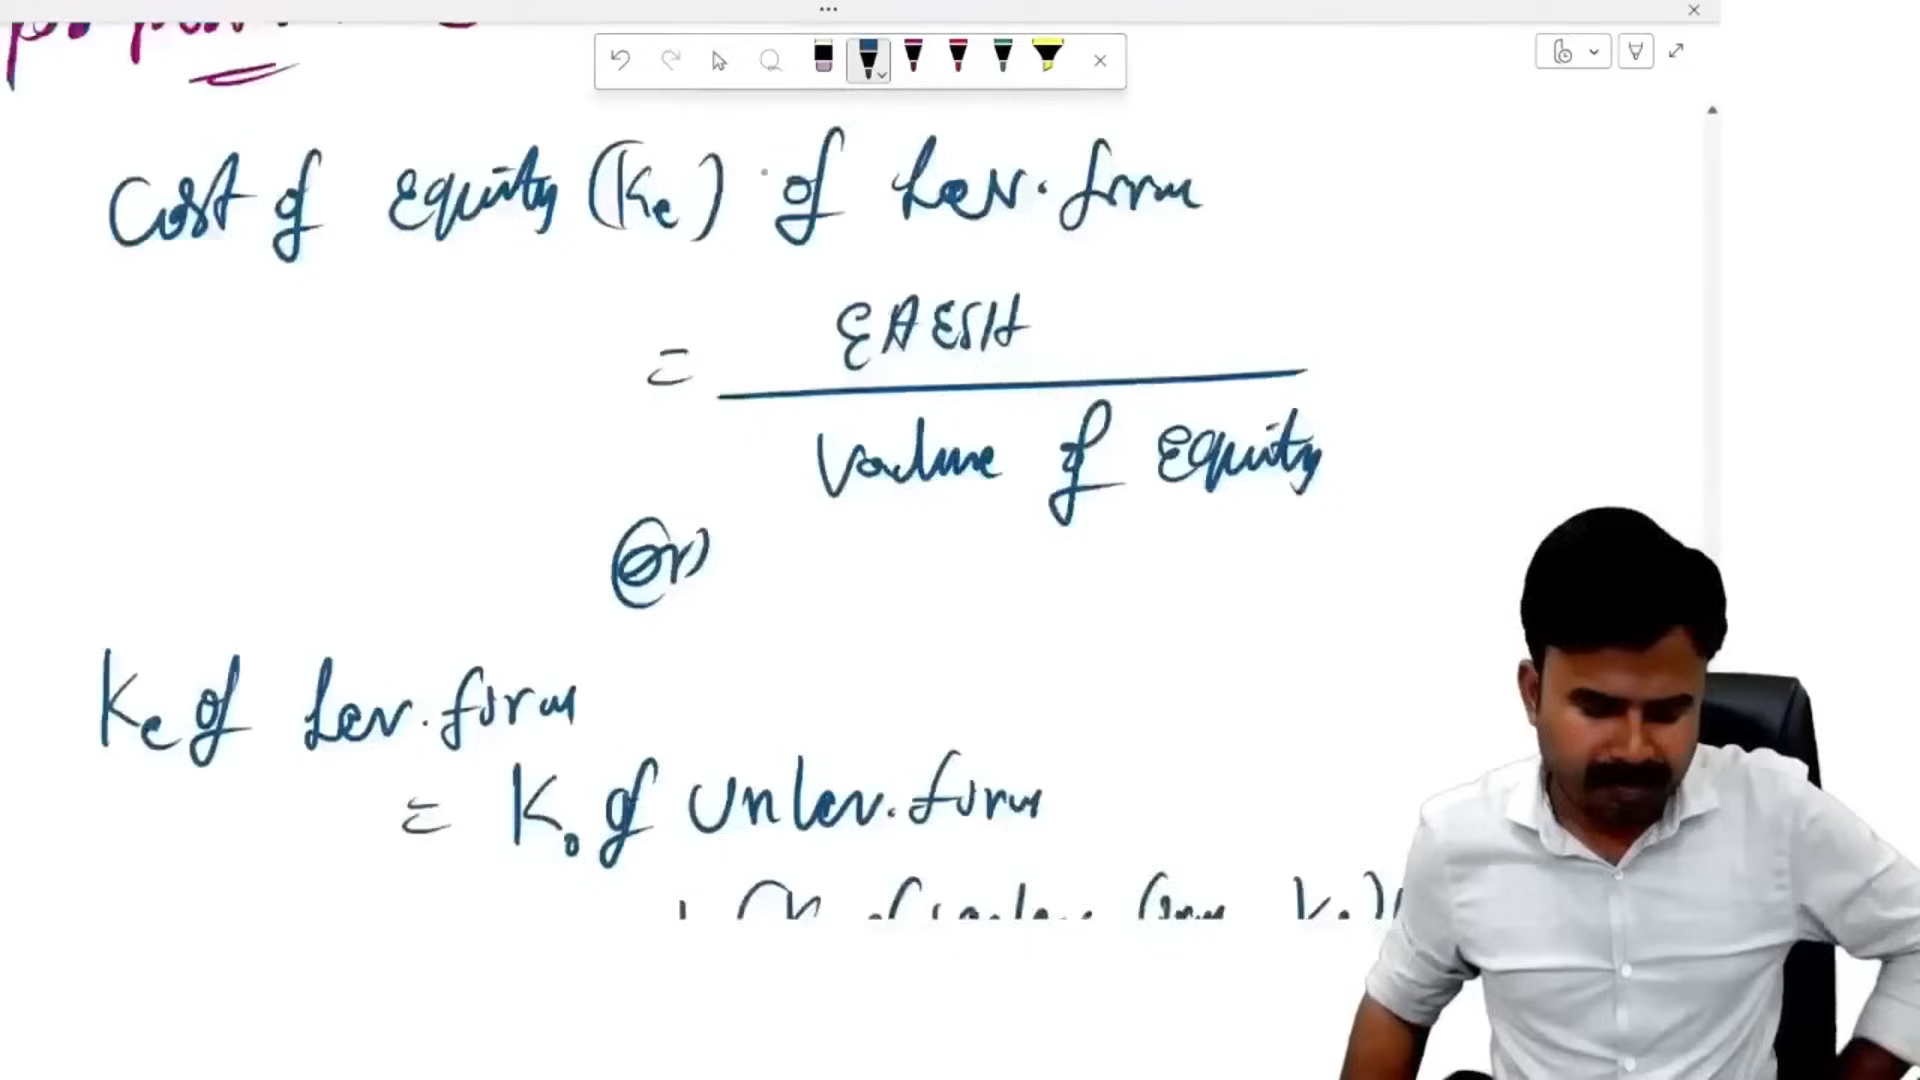 Cost of Equity (Ke) of Lev. firm
= EAESH
Value of Equity
(or)
Ke of Lev. firm
= Ko of Unlev. firm